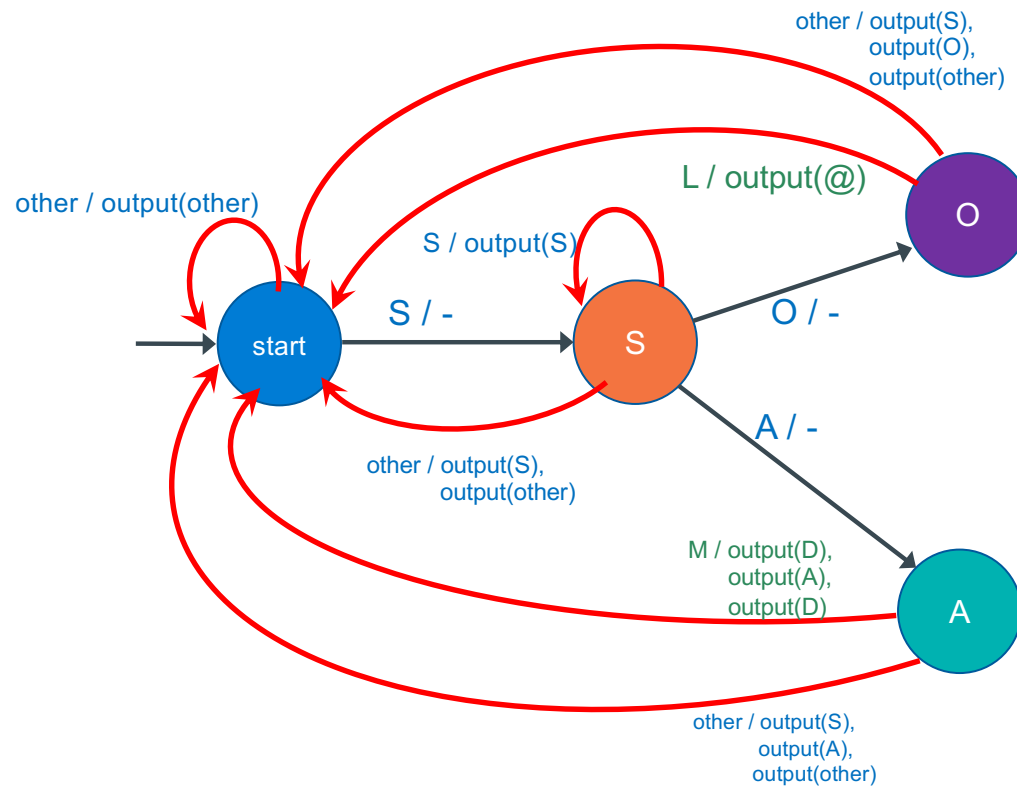 other / output(S),
output(O),
output(other)
L / output(@)
other / output(other)
O
S / output(S)
S / -
O / -
start
S
A / -
other / output(S),
output(other)
M / output(D),
output(A),
output(D)
A
other / output(S),
output(A),
output(other)